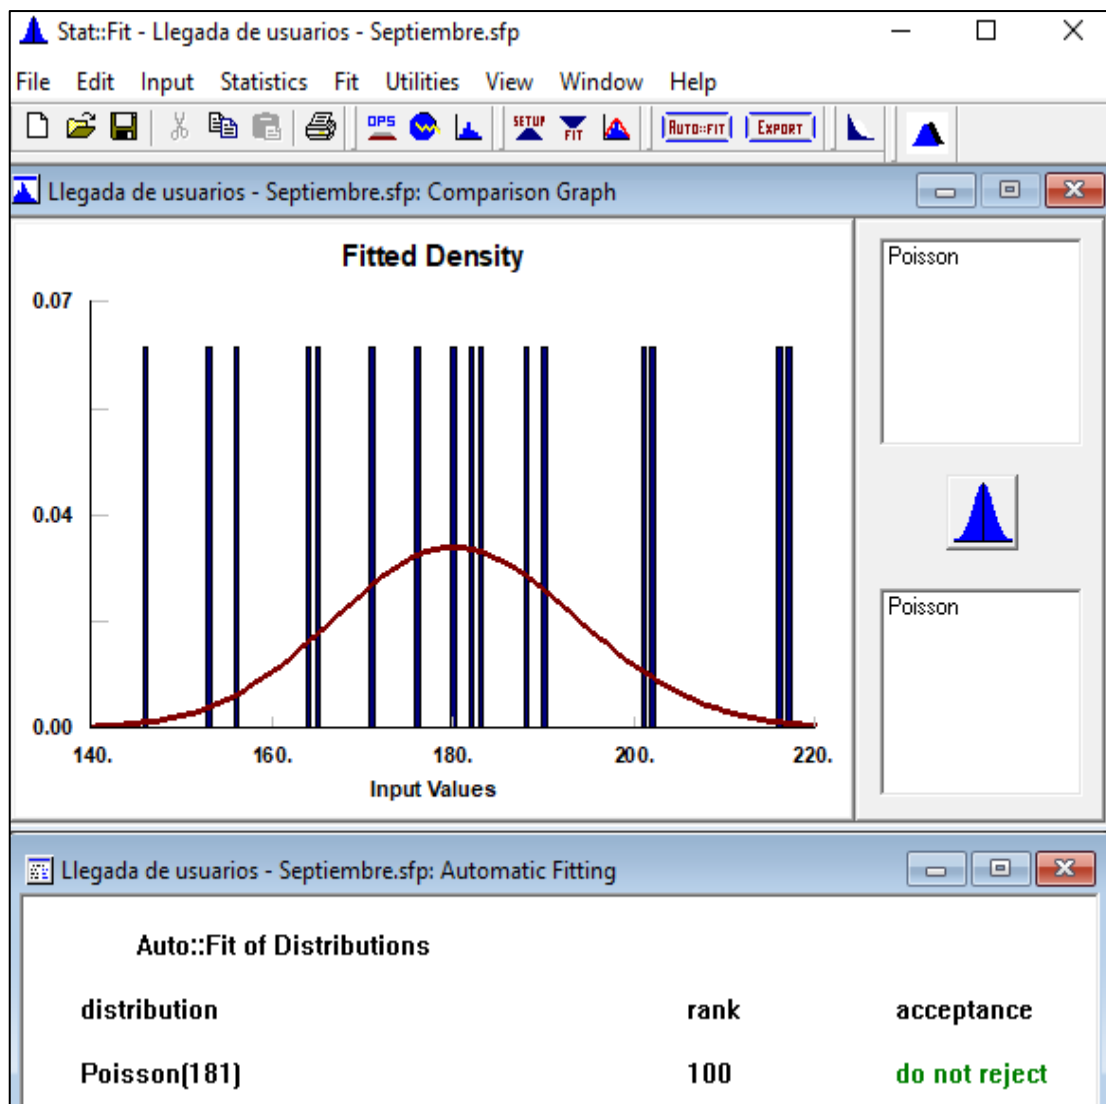 Stat::Fit - Llegada de usuarios - Septiembre.sfp
File Edit Input Statistics Fit Utilities View Window Help
OPS SETUP FIT AUTO::FIT EXPORT
Llegada de usuarios - Septiembre.sfp: Comparison Graph
Fitted Density
Poisson
0.07
0.04
Poisson
0.00
140. 160. 180. 200. 220.
Input Values
Llegada de usuarios - Septiembre.sfp: Automatic Fitting
Auto::Fit of Distributions
distribution rank acceptance
Poisson(181) 100 do not reject